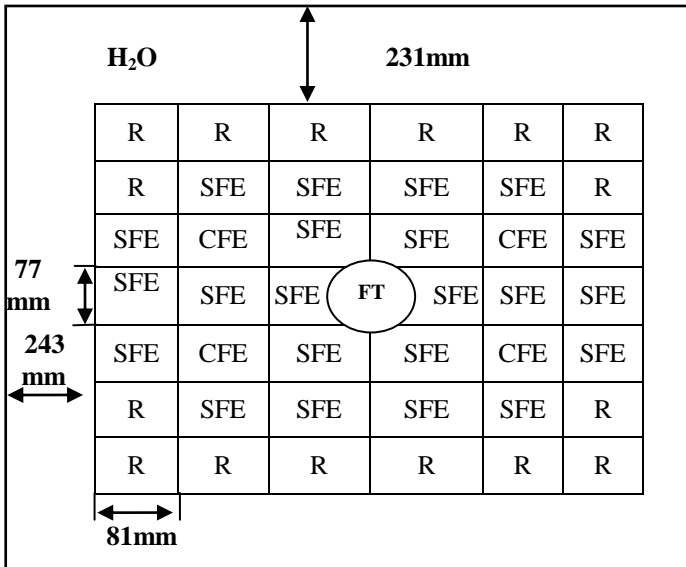 H₂O 231mm
R R R R R R
R SFE SFE SFE SFE R
SFE CFE SFE SFE CFE SFE
77 mm
SFE SFE SFE FT SFE SFE SFE
243 mm
SFE CFE SFE SFE CFE SFE
R SFE SFE SFE SFE R
R R R R R R
81mm